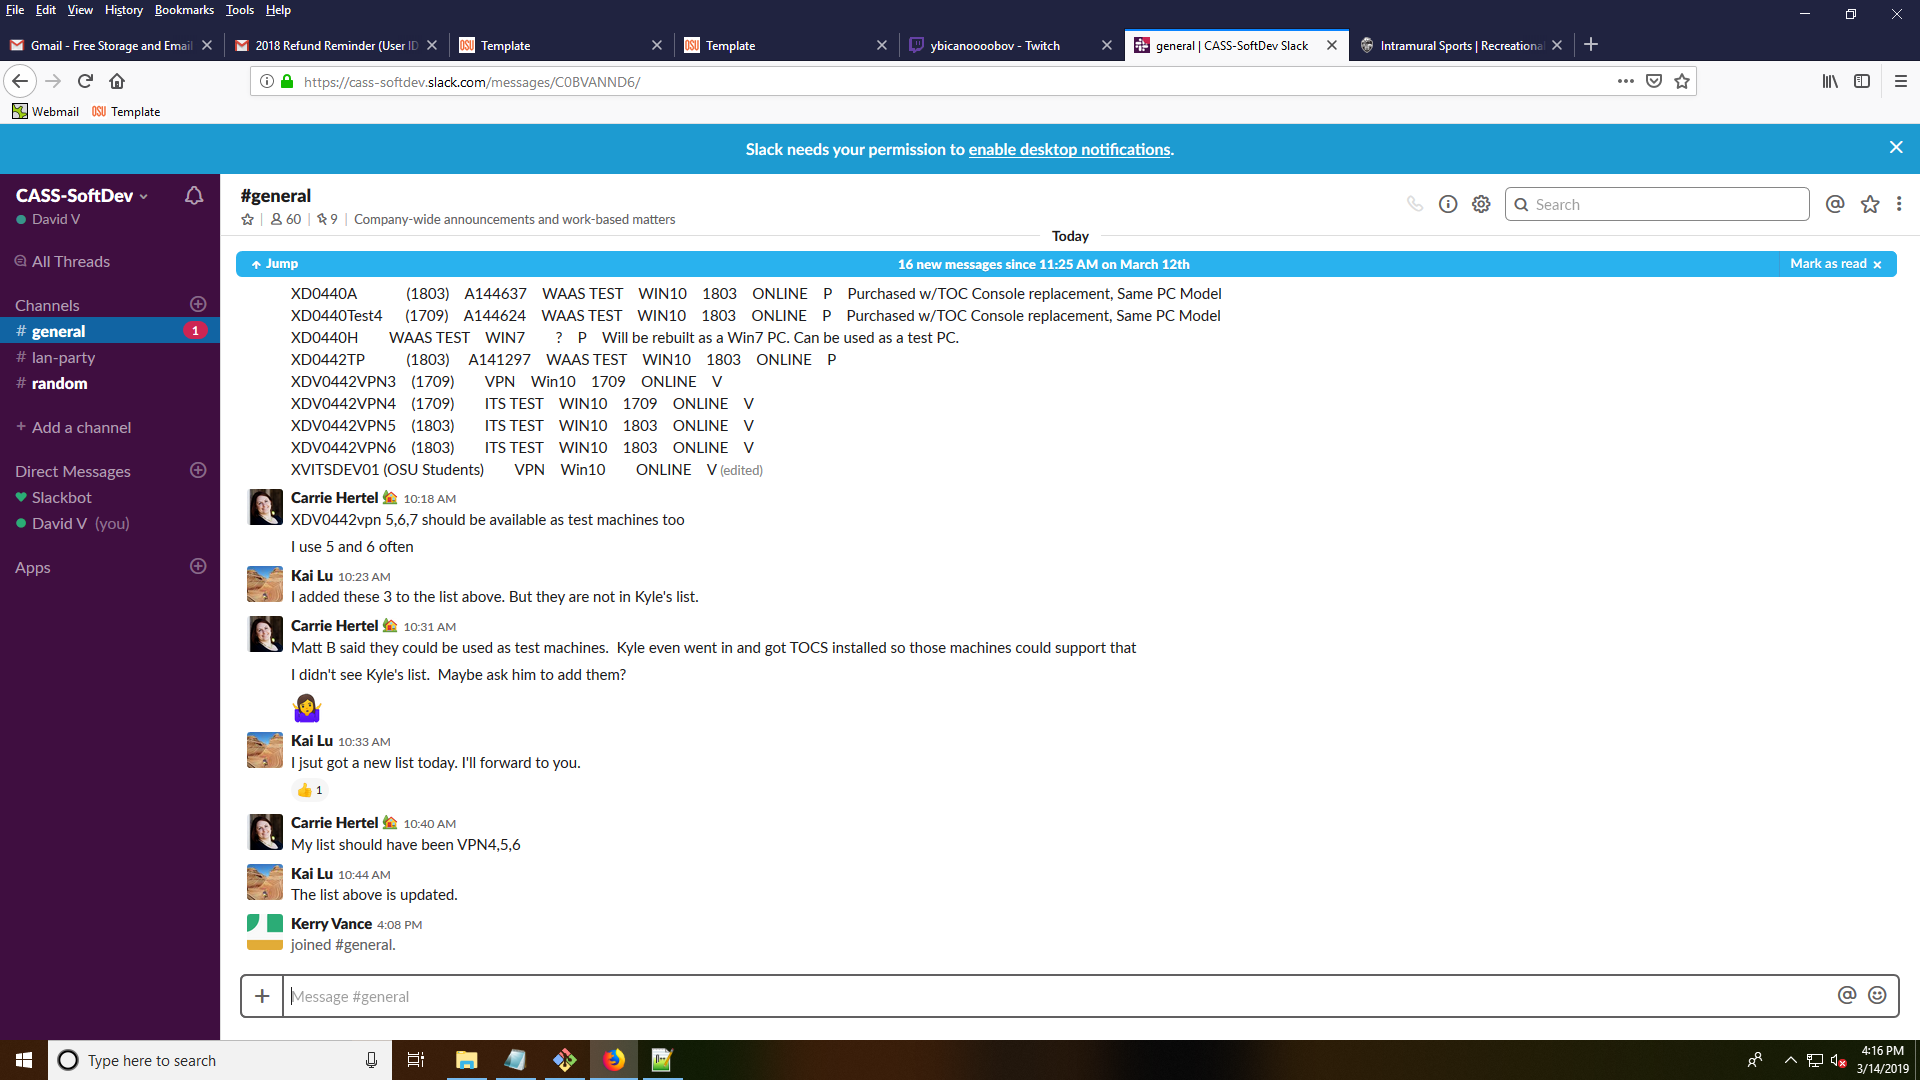 File Edit View History Bookmarks Tools Help
Gmail - Free Storage and Email
2018 Refund Reminder (User ID
OSU Template
OSU Template
ybicanoooobov - Twitch
general | CASS-SoftDev Slack
Intramural Sports | Recreational
https://cass-softdev.slack.com/messages/C0BVANND6/
Webmail OSU Template
Slack needs your permission to enable desktop notifications.
CASS-SoftDev
David V
All Threads
Channels
# general 1
# lan-party
# random
+ Add a channel
Direct Messages
Slackbot
David V (you)
Apps
#general
60 | 9 | Company-wide announcements and work-based matters
Search
Today
Jump 16 new messages since 11:25 AM on March 12th Mark as read
XD0440A (1803) A144637 WAAS TEST WIN10 1803 ONLINE P Purchased w/TOC Console replacement, Same PC Model
XD0440Test4 (1709) A144624 WAAS TEST WIN10 1803 ONLINE P Purchased w/TOC Console replacement, Same PC Model
XD0440H WAAS TEST WIN7 ? P Will be rebuilt as a Win7 PC. Can be used as a test PC.
XD0442TP (1803) A141297 WAAS TEST WIN10 1803 ONLINE P
XDV0442VPN3 (1709) VPN Win10 1709 ONLINE V
XDV0442VPN4 (1709) ITS TEST WIN10 1709 ONLINE V
XDV0442VPN5 (1803) ITS TEST WIN10 1803 ONLINE V
XDV0442VPN6 (1803) ITS TEST WIN10 1803 ONLINE V
XVITSDEV01 (OSU Students) VPN Win10 ONLINE V (edited)
Carrie Hertel 10:18 AM
XDV0442vpn 5,6,7 should be available as test machines too
I use 5 and 6 often
Kai Lu 10:23 AM
I added these 3 to the list above. But they are not in Kyle's list.
Carrie Hertel 10:31 AM
Matt B said they could be used as test machines. Kyle even went in and got TOCS installed so those machines could support that
I didn't see Kyle's list. Maybe ask him to add them?
🤷‍♀️
Kai Lu 10:33 AM
I jsut got a new list today. I'll forward to you.
👍 1
Carrie Hertel 10:40 AM
My list should have been VPN4,5,6
Kai Lu 10:44 AM
The list above is updated.
Kerry Vance 4:08 PM
joined #general.
Message #general
Type here to search
4:16 PM
3/14/2019